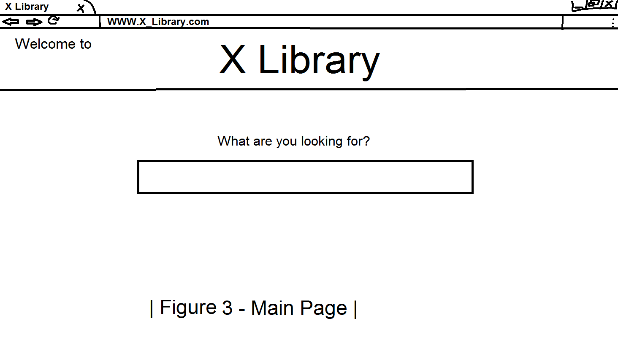 X Library
WWW.X_Library.com
Welcome to
X Library
What are you looking for?
| Figure 3 - Main Page |